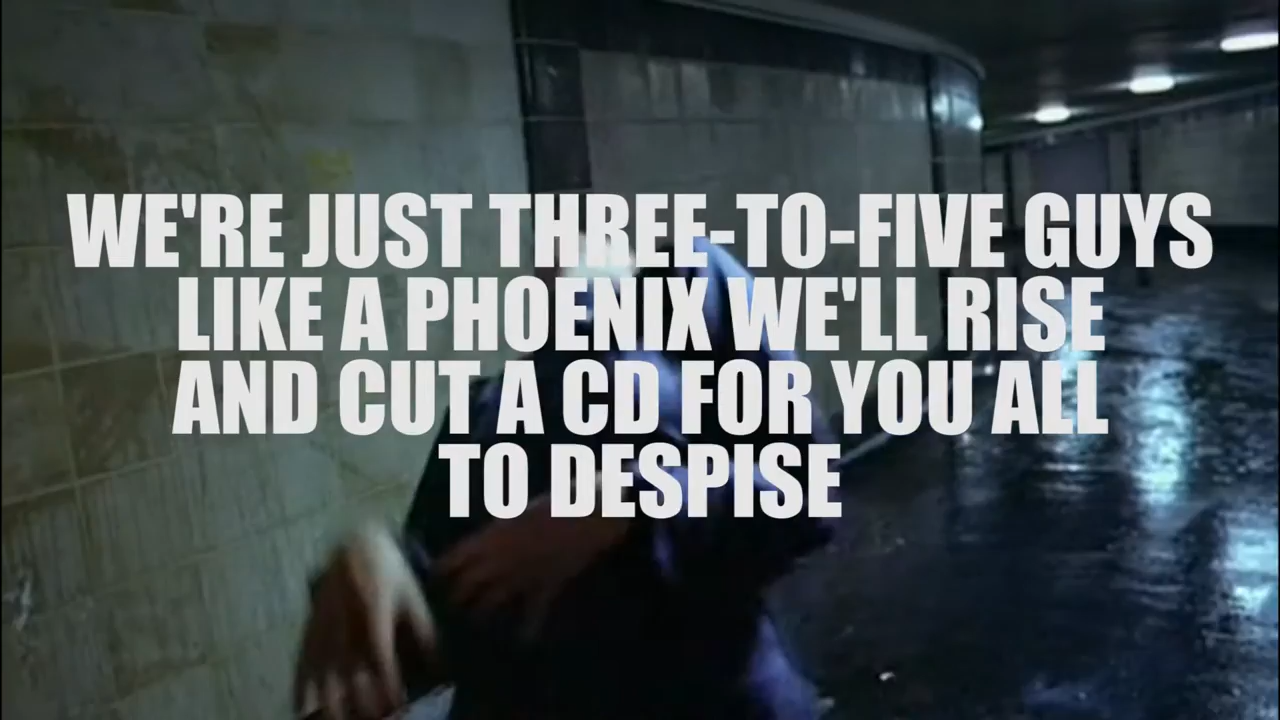 WE'RE JUST THREE-TO-FIVE GUYS
LIKE A PHOENIX WE'LL RISE
AND CUT A CD FOR YOU ALL
TO DESPISE